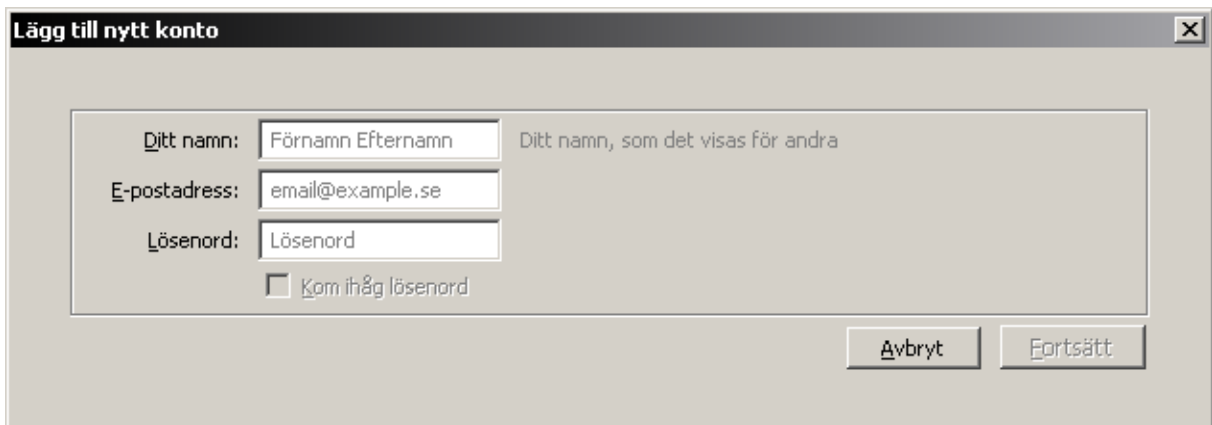 Lägg till nytt konto
Ditt namn: Förnamn Efternamn Ditt namn, som det visas för andra
E-postadress: email@example.se
Lösenord: Lösenord
Kom ihåg lösenord
Avbryt Fortsätt